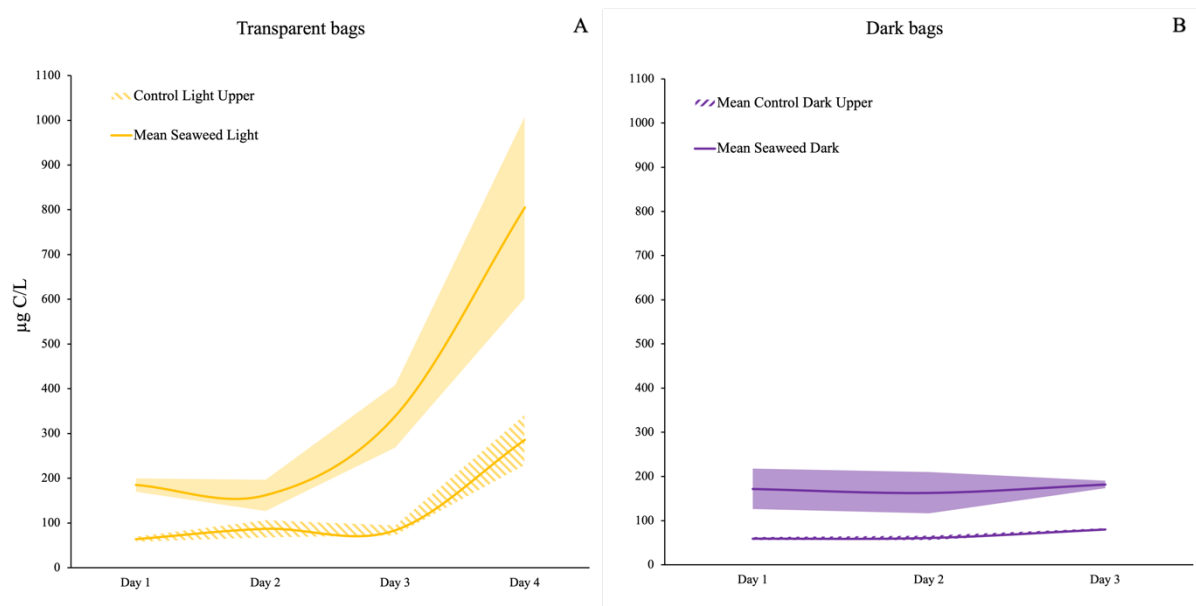 Transparent bags
A
1100
1000
900
800
700
600
500
400
300
200
100
0
µg C/L
Control Light Upper
Mean Seaweed Light
Day 1
Day 2
Day 3
Day 4
Dark bags
B
1100
1000
900
800
700
600
500
400
300
200
100
0
Mean Control Dark Upper
Mean Seaweed Dark
Day 1
Day 2
Day 3